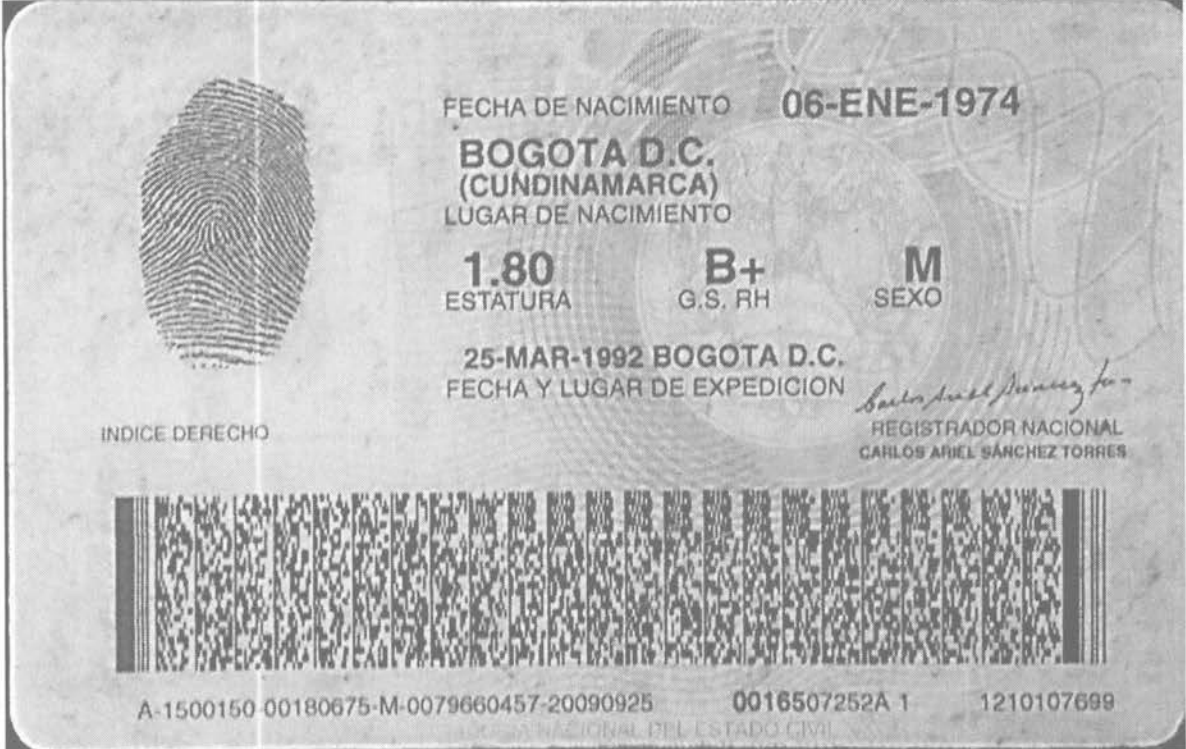 FECHA DE NACIMIENTO 06-ENE-1974
BOGOTA D.C.
(CUNDINAMARCA)
LUGAR DE NACIMIENTO
1.80 B+ M
ESTATURA G.S. RH SEXO
25-MAR-1992 BOGOTA D.C.
FECHA Y LUGAR DE EXPEDICION
INDICE DERECHO
REGISTRADOR NACIONAL
CARLOS ARIEL SÁNCHEZ TORRES
A-1500150-00180675-M-0079660457-20090925 0016507252A 1 1210107699
NACIONAL DEL ESTADO CIVIL